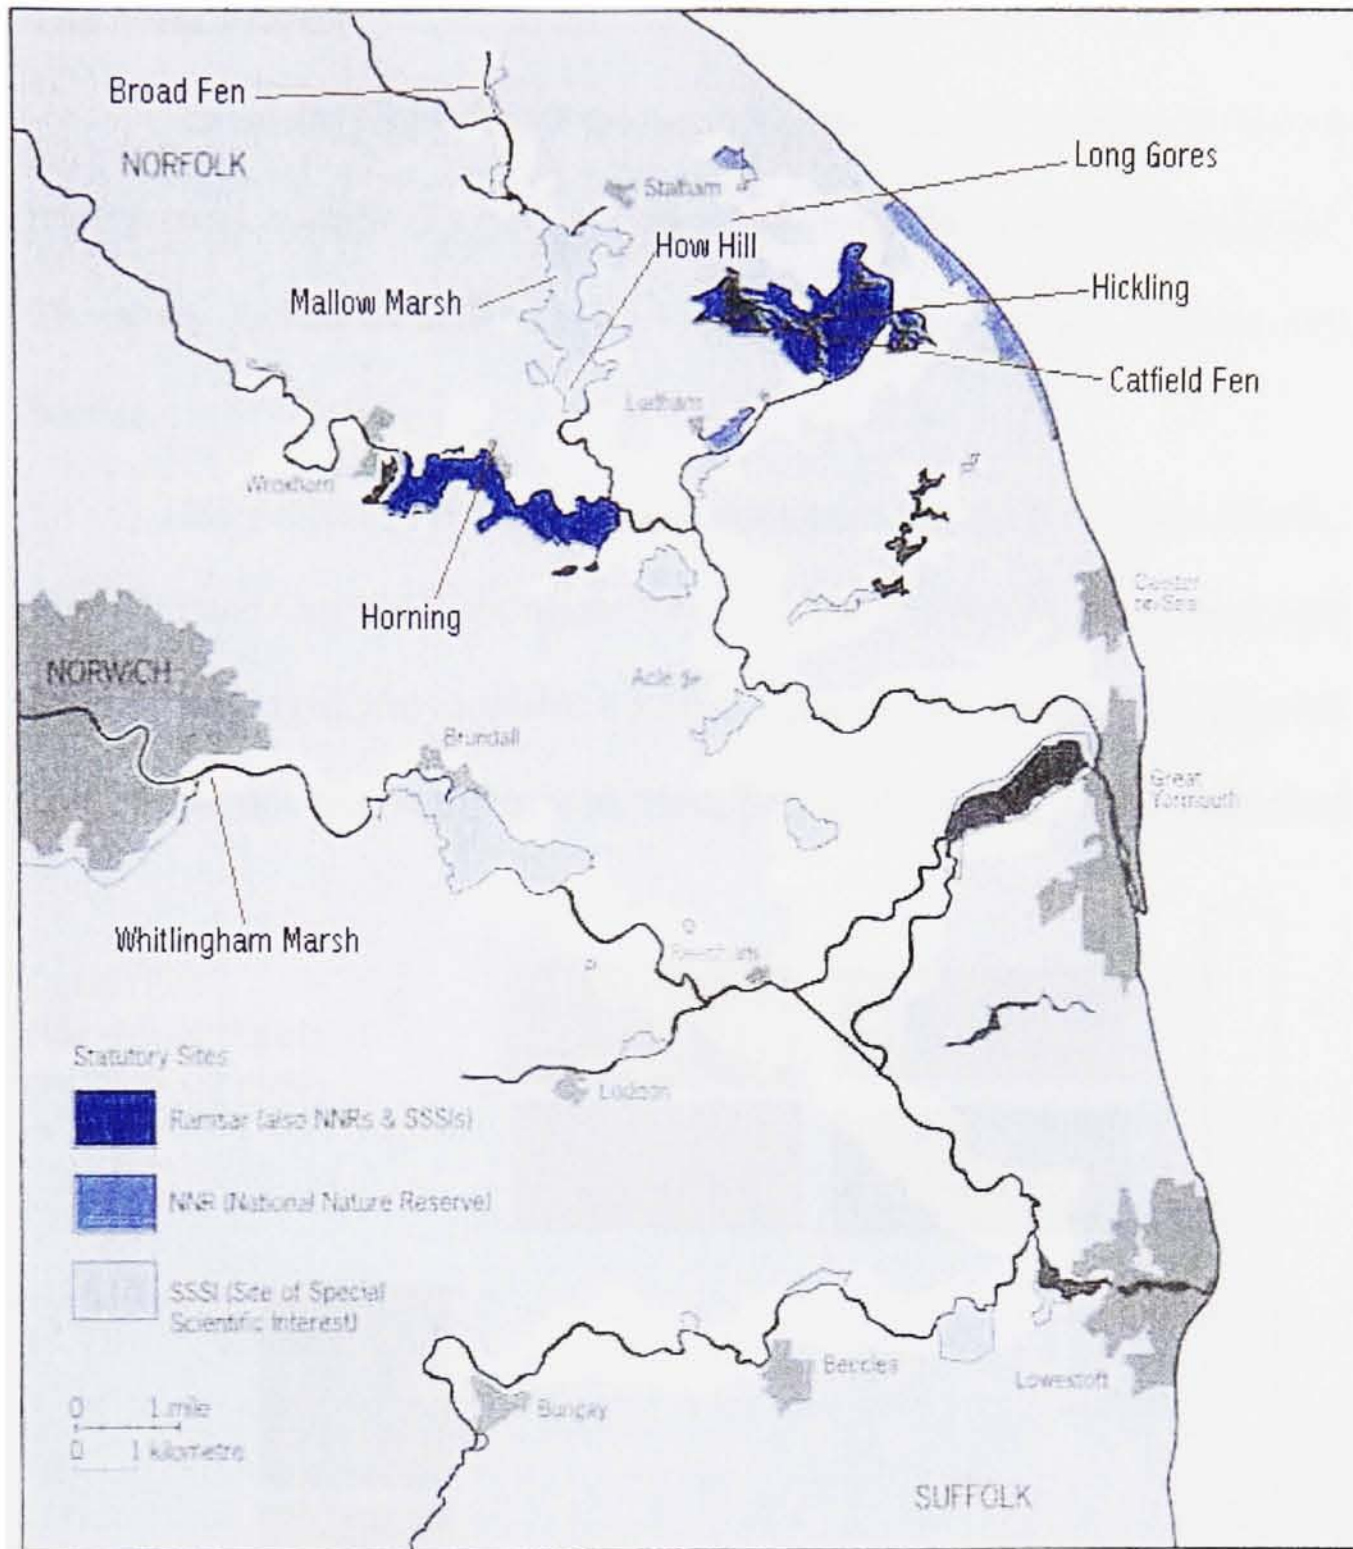 Broad Fen
NORFOLK
Long Gores
Stalham
How Hill
Hickling
Mallow Marsh
Catfield Fen
Ludham
Wroxham
Horning
NORWICH
Acle
Brundall
Great
Yarmouth
Whitlingham Marsh
Reedham
Statutory Sites
Loddon
Ramsar (also NNRs & SSSIs)
NNR (National Nature Reserve)
SSSI (Site of Special
Scientific Interest)
Beccles
Lowestoft
0 1 mile
0 1 kilometre
Bungay
SUFFOLK